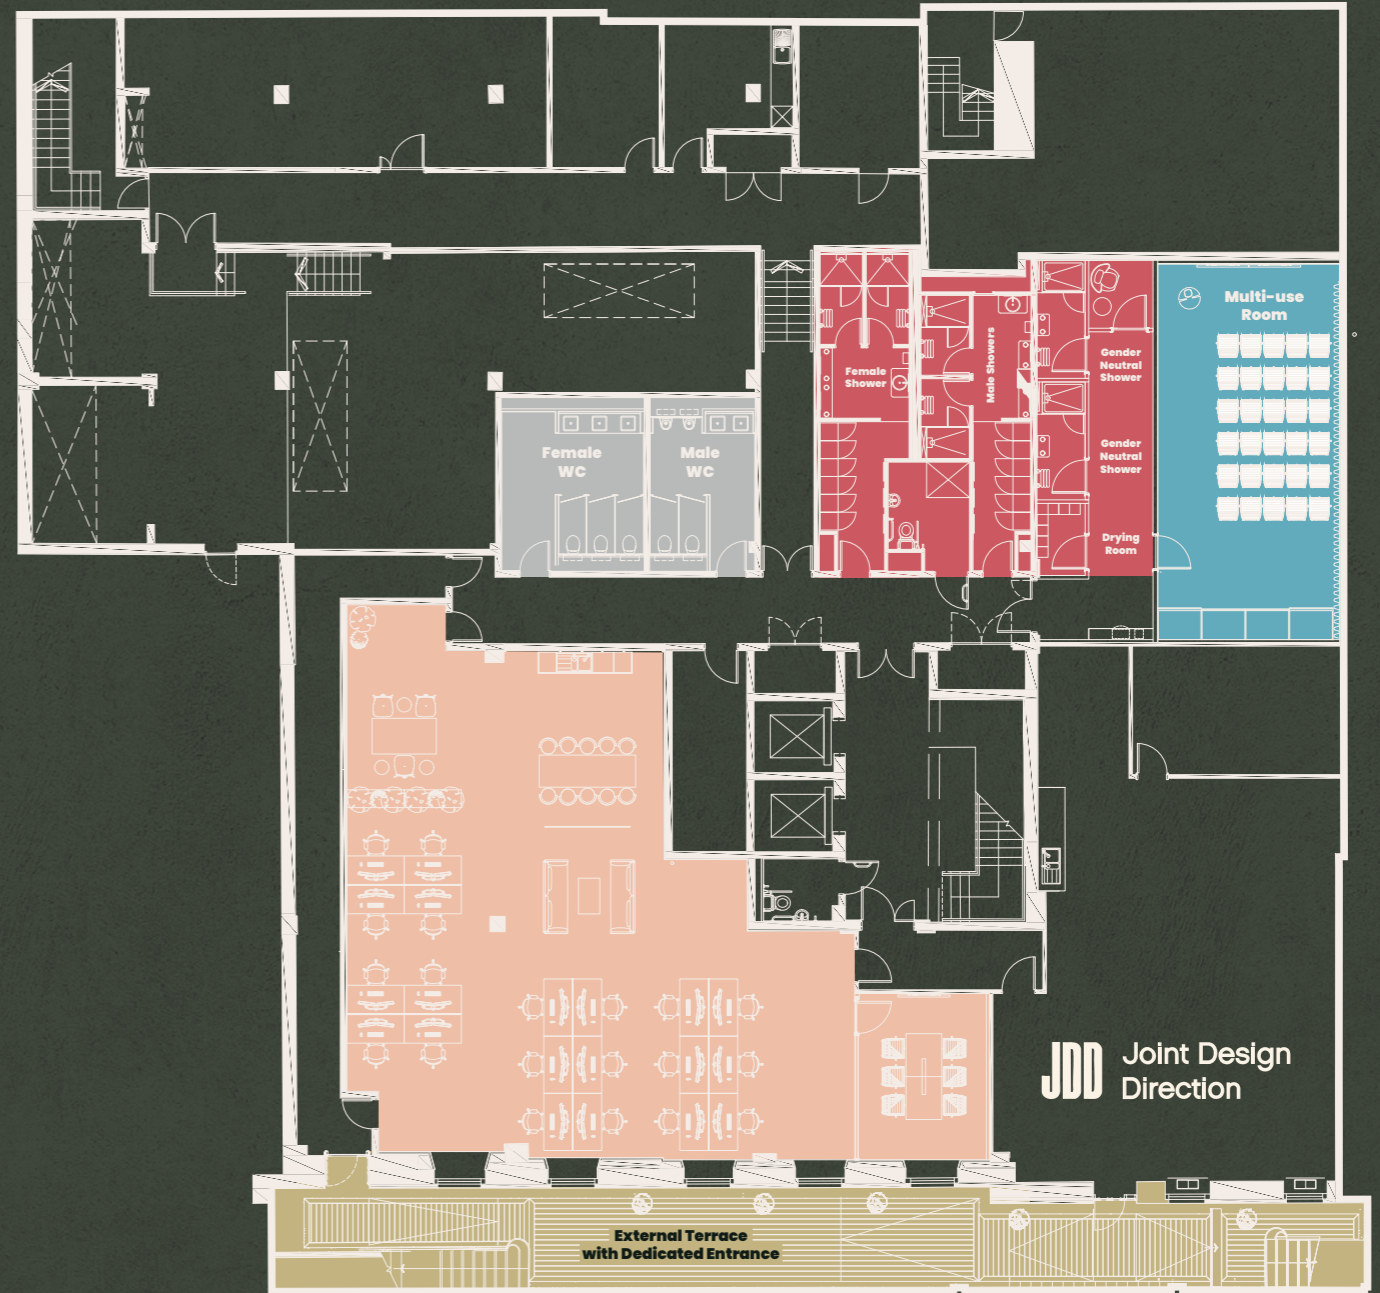 Multi-use
Room
Female
Shower
Male Showers
Gender
Neutral
Shower
Female
WC
Male
WC
Gender
Neutral
Shower
Drying
Room
JDD
Joint Design
Direction
External Terrace
with Dedicated Entrance